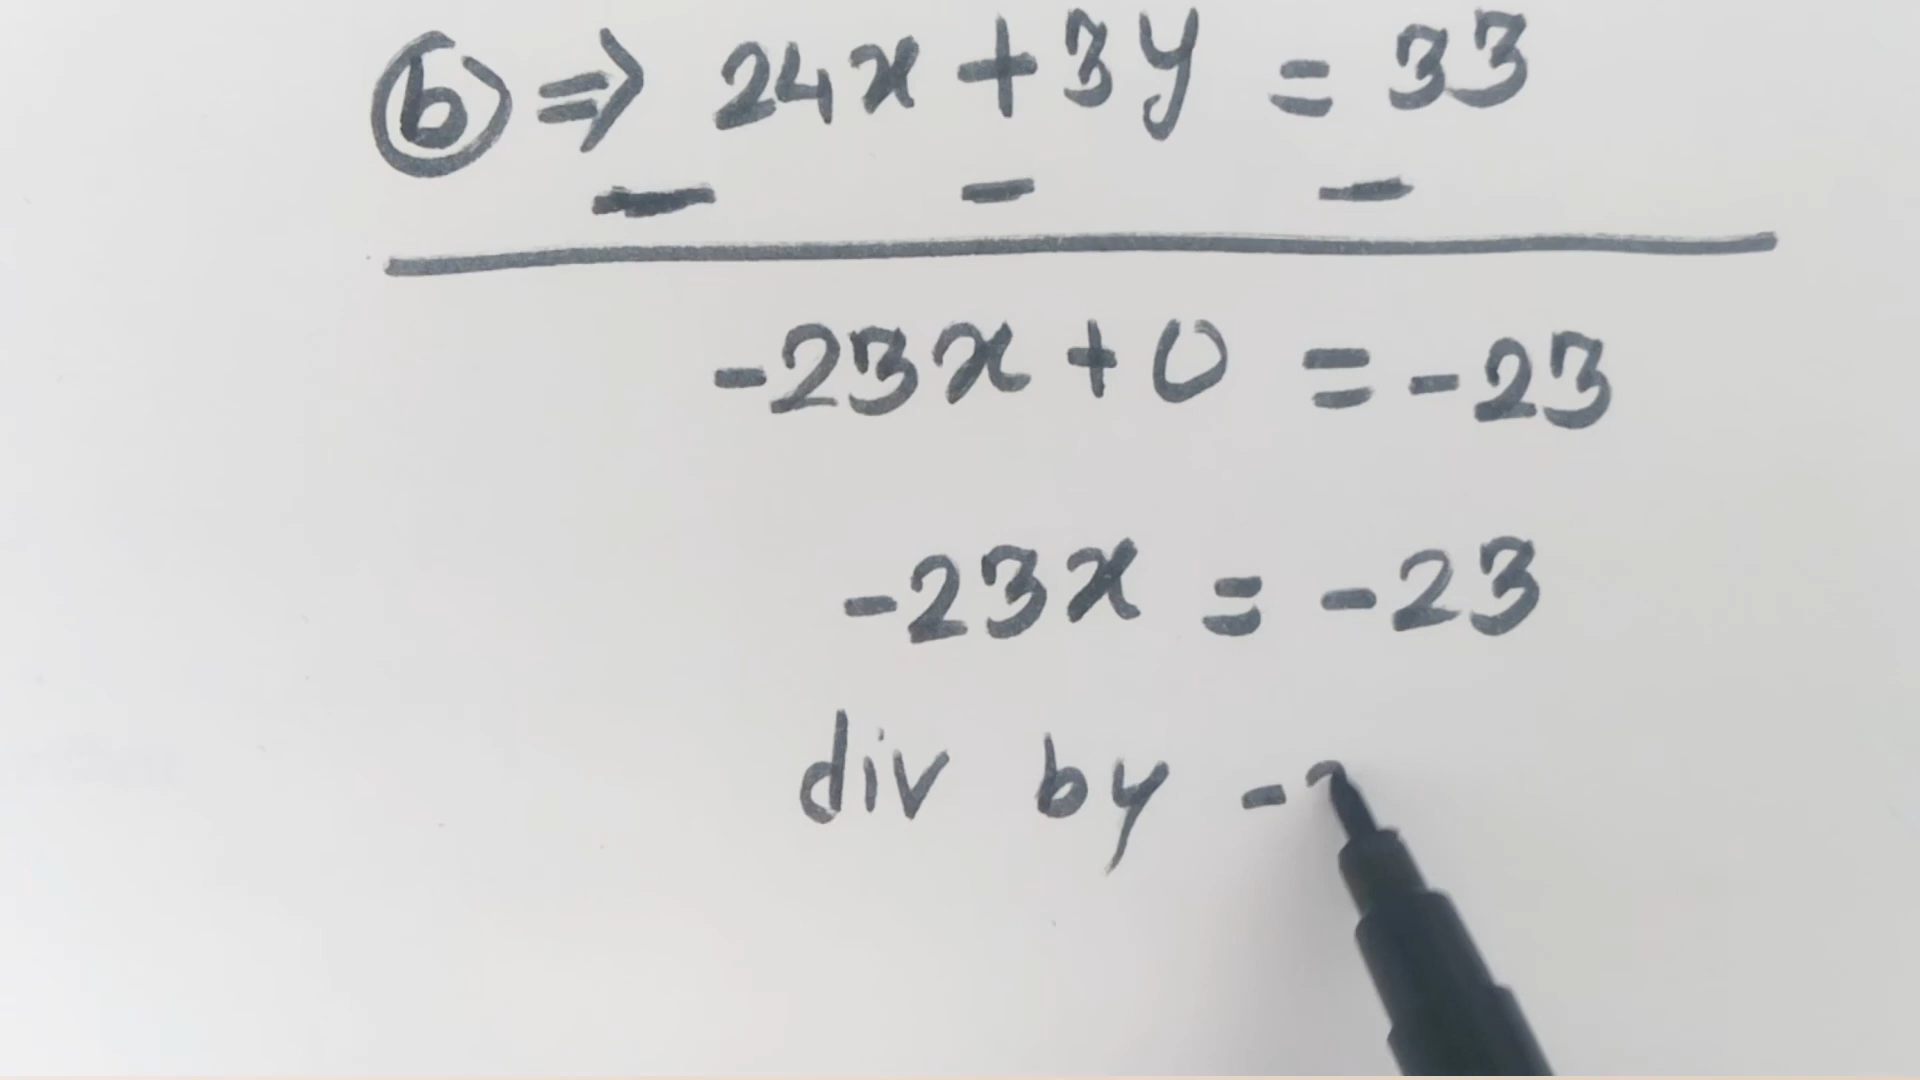 ⓑ ⇒ 24x + 3y = 33
− − −
-23x + 0 = -23
-23x = -23
div by -